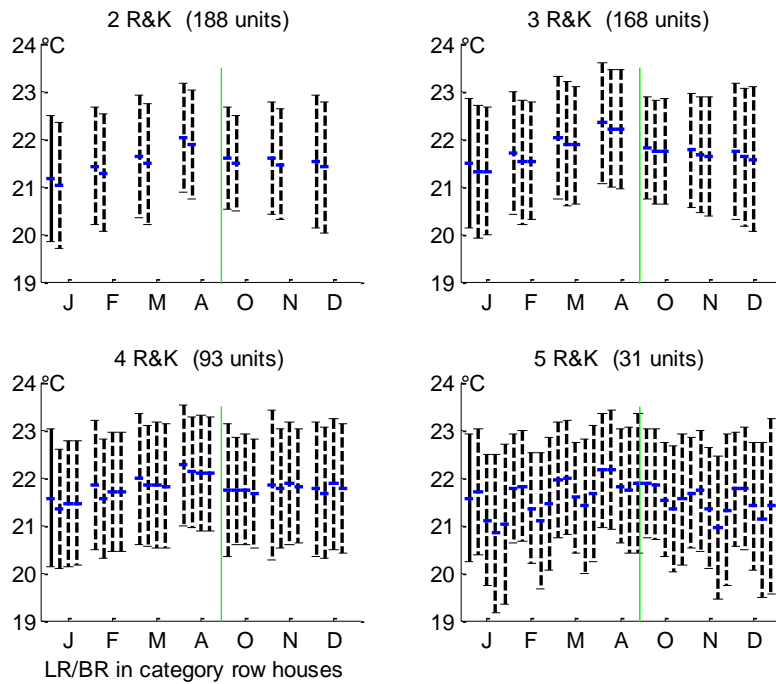 2 R&K (188 units)
24 ºC
23
22
21
20
19
J F M A O N D
3 R&K (168 units)
24 ºC
23
22
21
20
19
J F M A O N D
4 R&K (93 units)
24 ºC
23
22
21
20
19
J F M A O N D
LR/BR in category row houses
5 R&K (31 units)
24 ºC
23
22
21
20
19
J F M A O N D